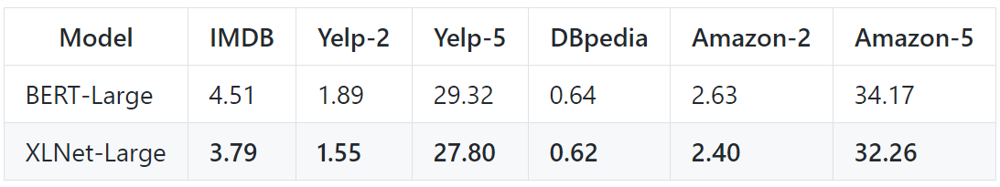 Model IMDB Yelp-2 Yelp-5 DBpedia Amazon-2 Amazon-5
BERT-Large 4.51 1.89 29.32 0.64 2.63 34.17
XLNet-Large 3.79 1.55 27.80 0.62 2.40 32.26